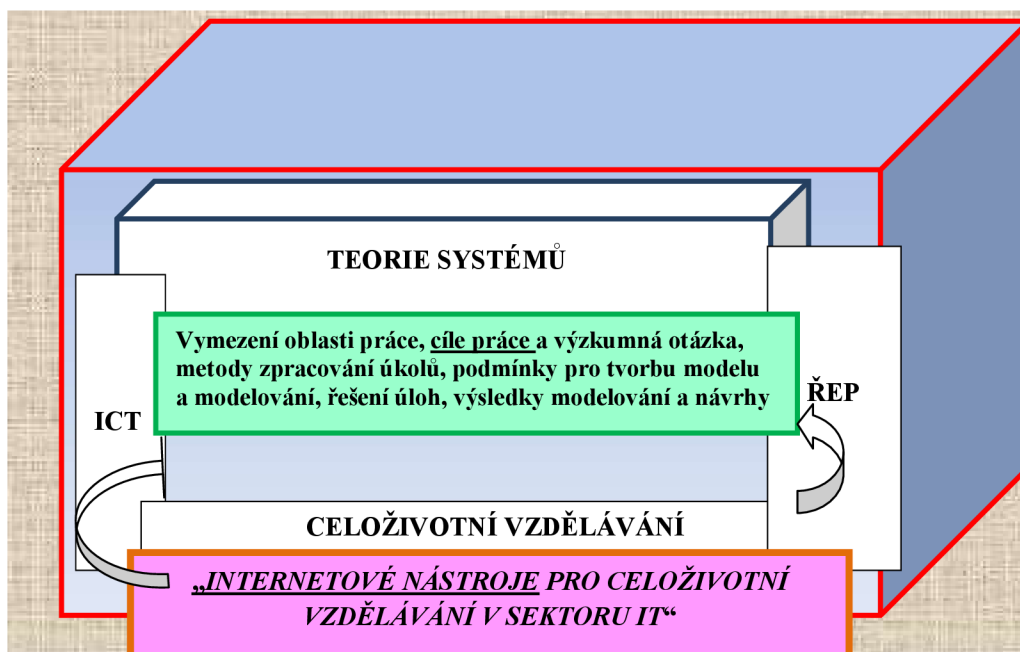 TEORIE SYSTÉMŮ
Vymezení oblasti práce, cíle práce a výzkumná otázka,
metody zpracování úkolů, podmínky pro tvorbu modelu
a modelování, řešení úloh, výsledky modelování a návrhy
ICT
ŘEP
CELOŽIVOTNÍ VZDĚLÁVÁNÍ
„INTERNETOVÉ NÁSTROJE PRO CELOŽIVOTNÍ
VZDĚLÁVÁNÍ V SEKTORU IT“